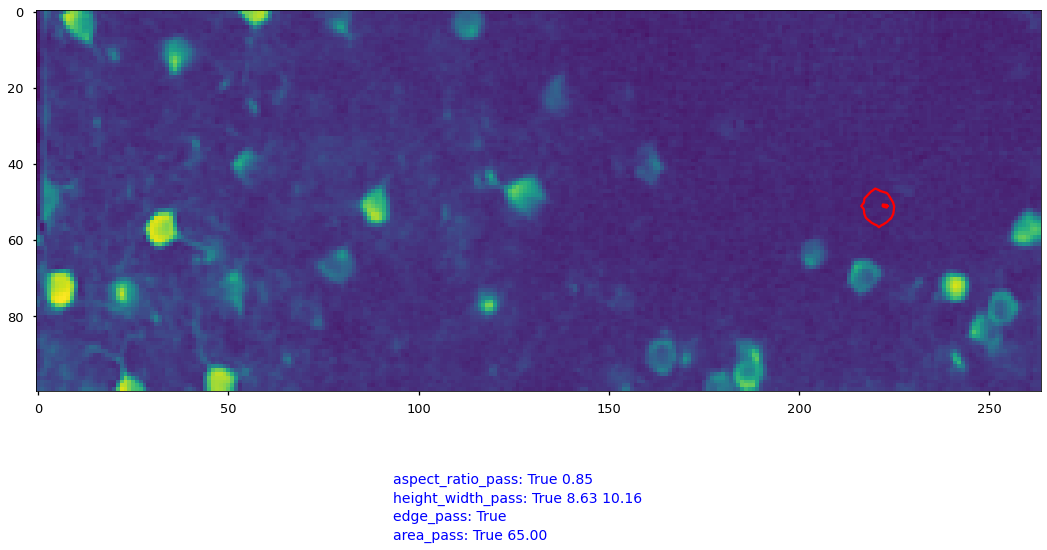 0
20
40
60
80
0
50
100
150
200
250
aspect_ratio_pass: True 0.85
height_width_pass: True 8.63 10.16
edge_pass: True
area_pass: True 65.00